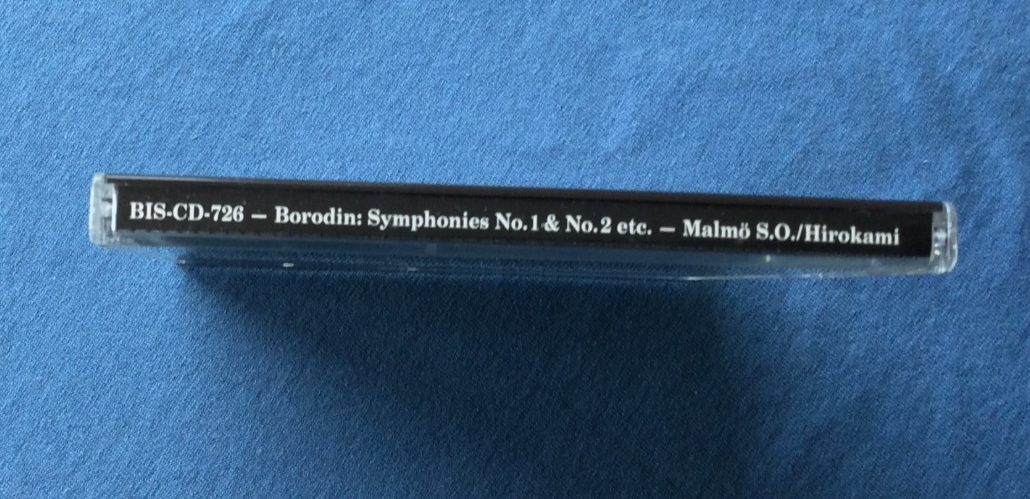 BIS-CD-726 – Borodin: Symphonies No.1 & No.2 etc. – Malmö S.O./Hirokami